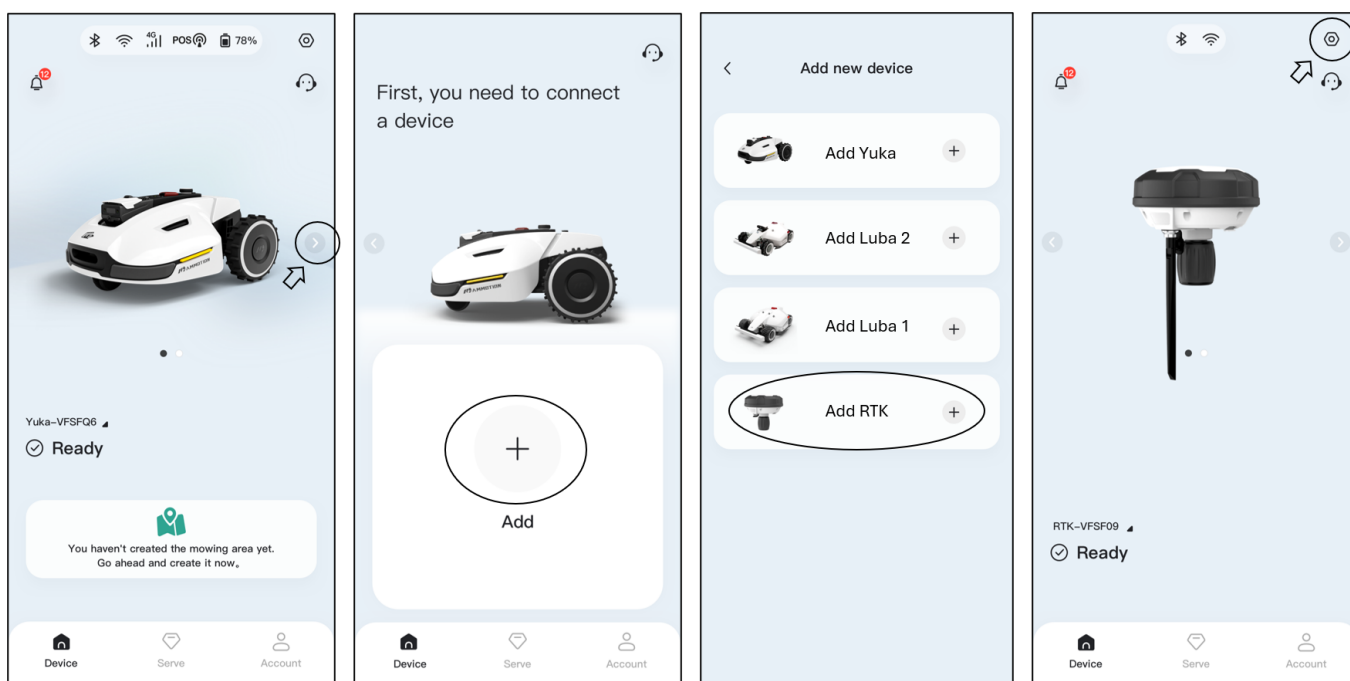 4G
POS
78%
12
MAMMOTION
Yuka-VFSFQ6
Ready
You haven't created the mowing area yet.
Go ahead and create it now。
Device
Serve
Account
First, you need to connect
a device
MAMMOTION
Add
Device
Serve
Account
Add new device
Add Yuka
Add Luba 2
Add Luba 1
Add RTK
12
RTK-VFSF09
Ready
Device
Serve
Account